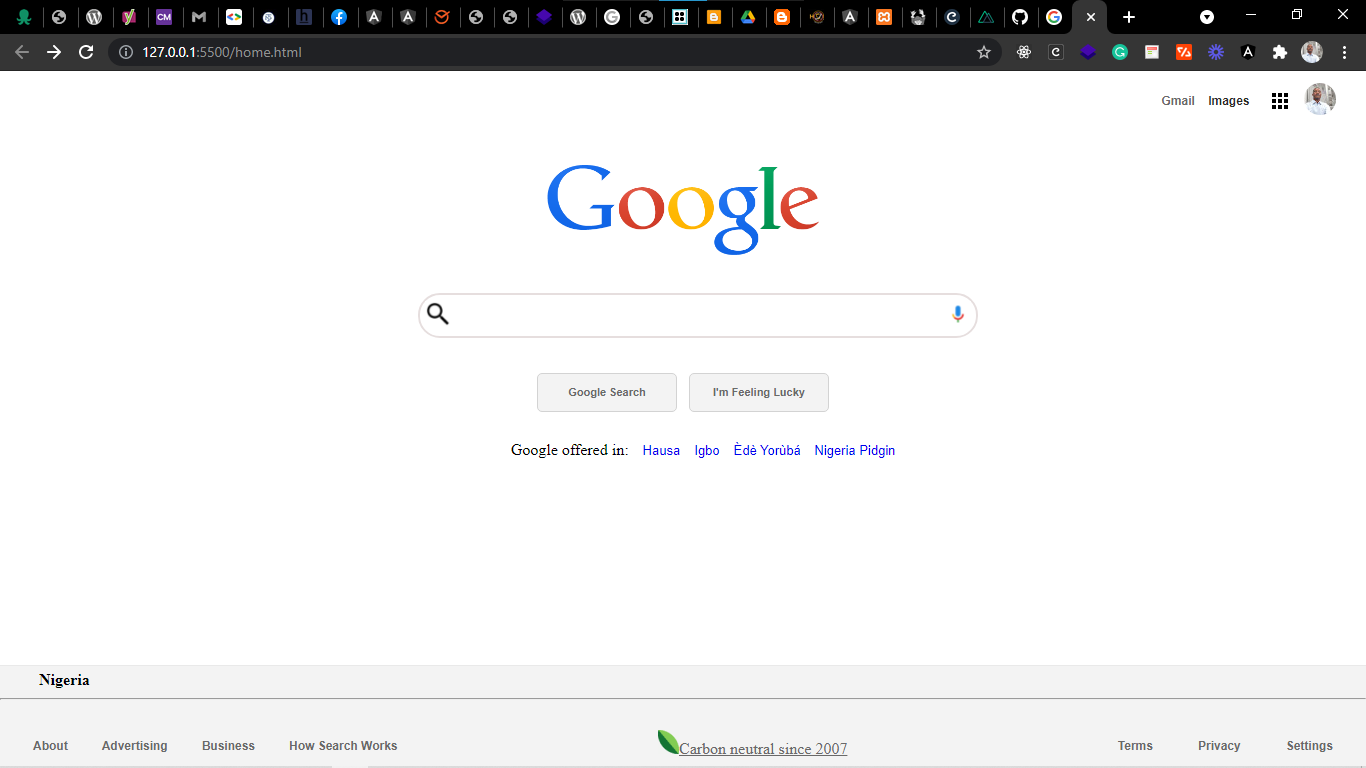 CM
127.0.0.1:5500/home.html
Gmail Images
Google
Google Search I'm Feeling Lucky
Google offered in: Hausa Igbo Èdè Yorùbá Nigeria Pidgin
Nigeria
About Advertising Business How Search Works Carbon neutral since 2007 Terms Privacy Settings